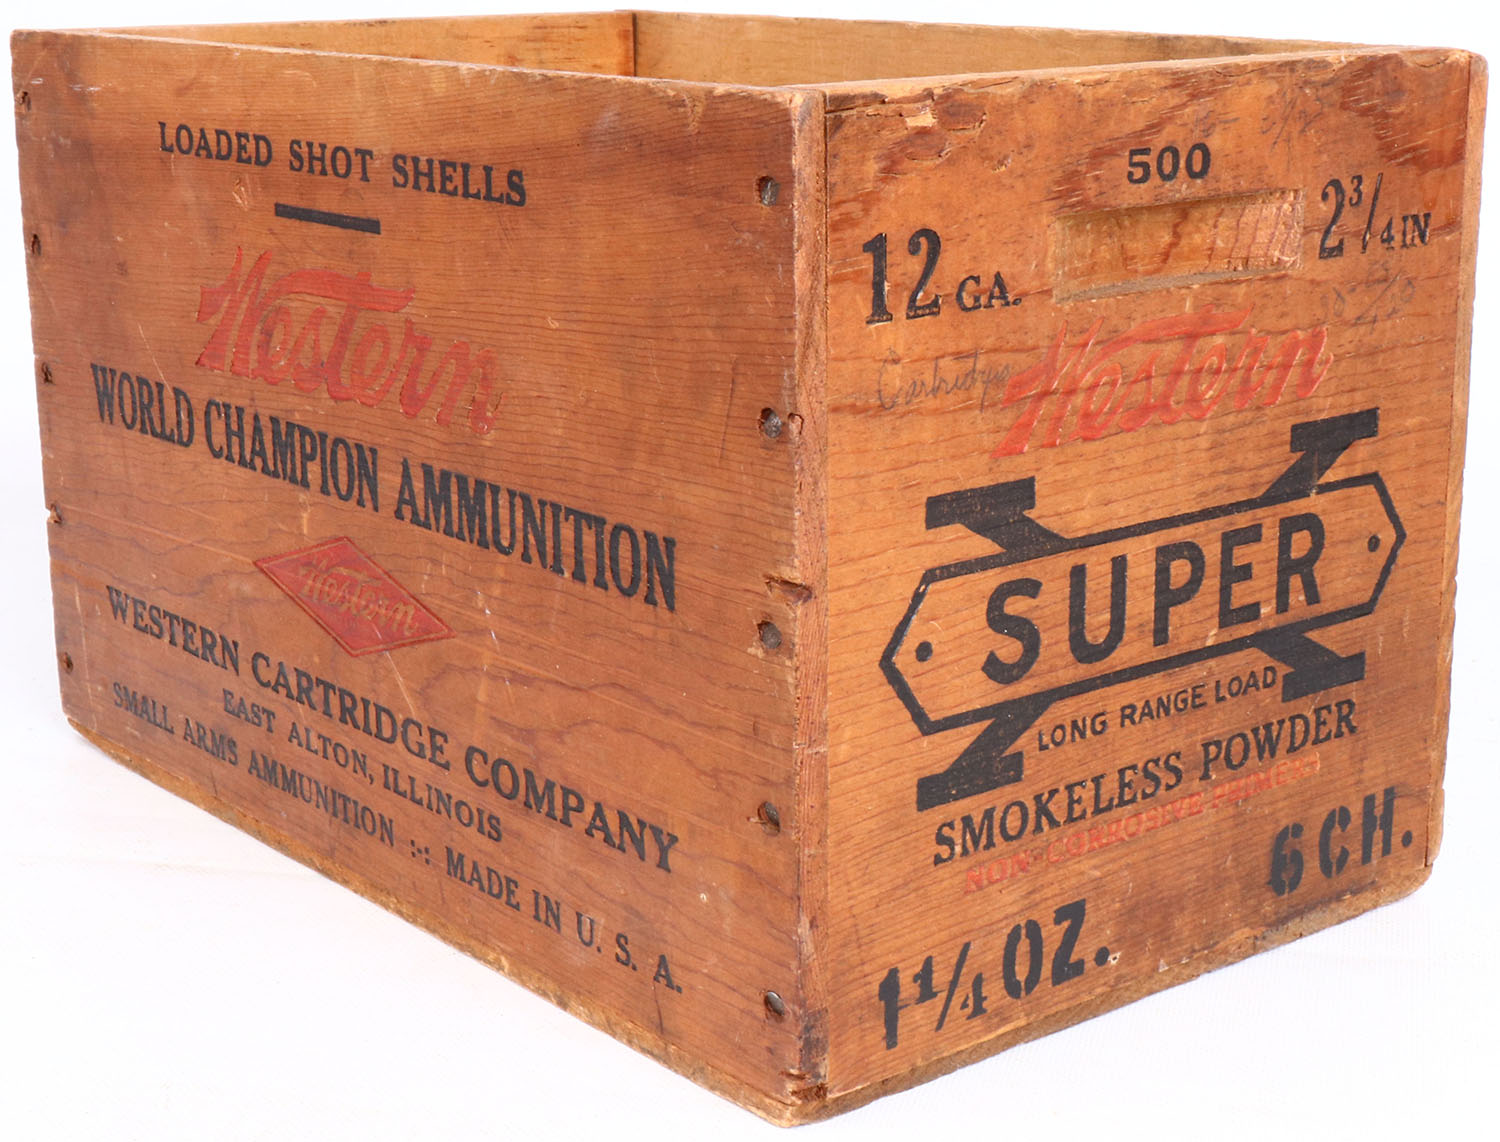 LOADED SHOT SHELLS
Western
WORLD CHAMPION AMMUNITION
Western
WESTERN CARTRIDGE COMPANY
EAST ALTON, ILLINOIS
SMALL ARMS AMMUNITION :-: MADE IN U. S. A.
500
12 GA.
2 3/4 IN
Western
SUPER X
LONG RANGE LOAD
SMOKELESS POWDER
NON-CORROSIVE PRIMERS
6 CH.
1 1/4 OZ.